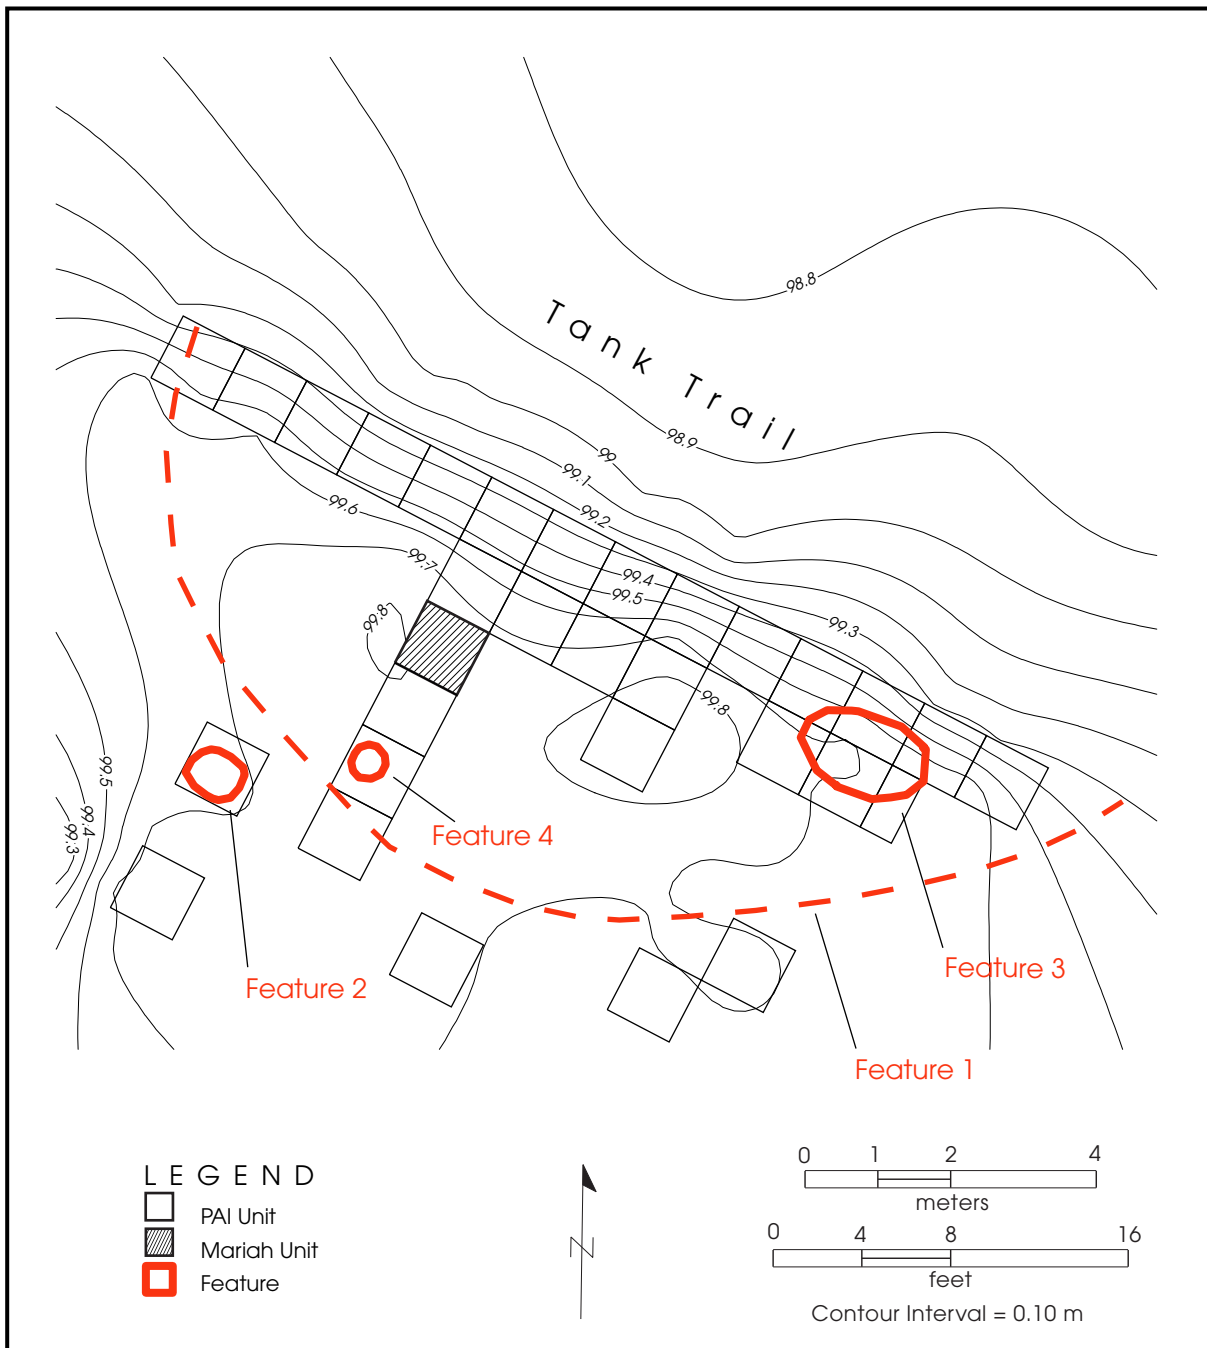 98.8
Tank Trail
98.9
99
99.1
99.2
99.6
99.7
99.4
99.5
99.3
99.8
99.8
99.5
99.4
99.3
Feature 4
Feature 2
Feature 3
Feature 1
LEGEND
PAI Unit
Mariah Unit
Feature
N
0 1 2 4
meters
0 4 8 16
feet
Contour Interval = 0.10 m